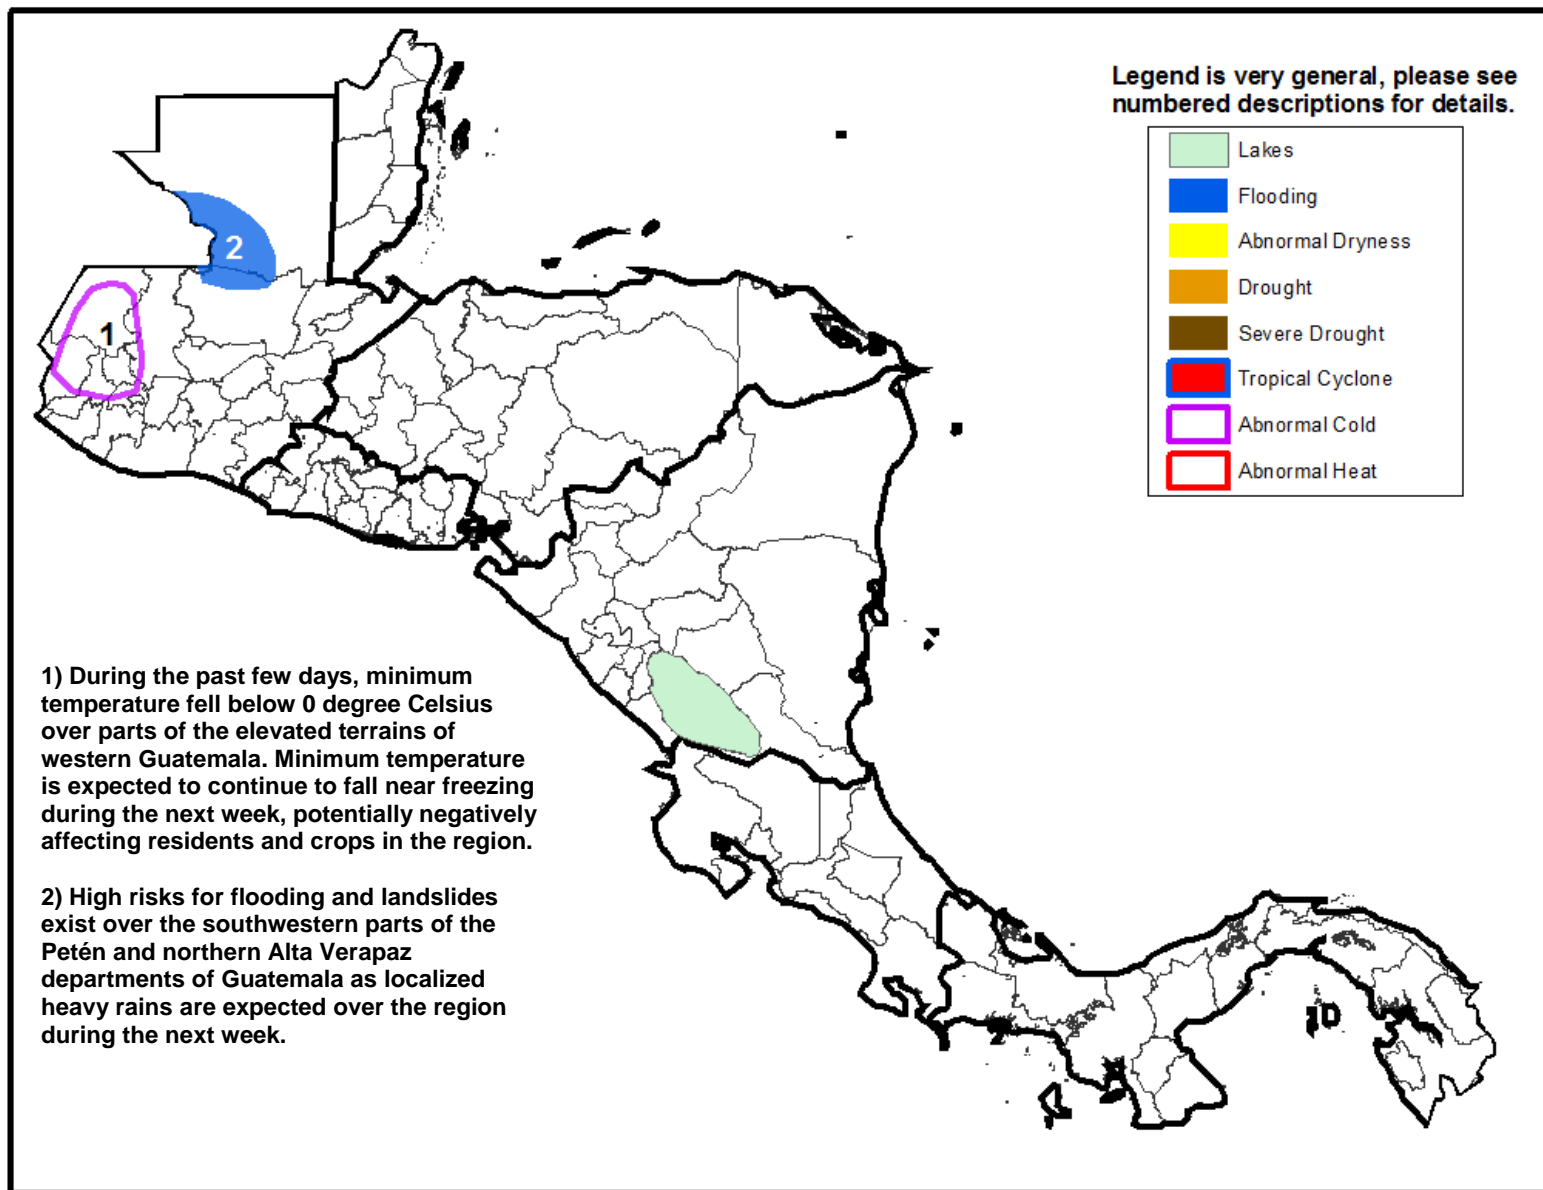 Legend is very general, please see
numbered descriptions for details.
Lakes
Flooding
Abnormal Dryness
Drought
Severe Drought
Tropical Cyclone
Abnormal Cold
Abnormal Heat
2
1
1) During the past few days, minimum
temperature fell below 0 degree Celsius
over parts of the elevated terrains of
western Guatemala. Minimum temperature
is expected to continue to fall near freezing
during the next week, potentially negatively
affecting residents and crops in the region.
2) High risks for flooding and landslides
exist over the southwestern parts of the
Petén and northern Alta Verapaz
departments of Guatemala as localized
heavy rains are expected over the region
during the next week.